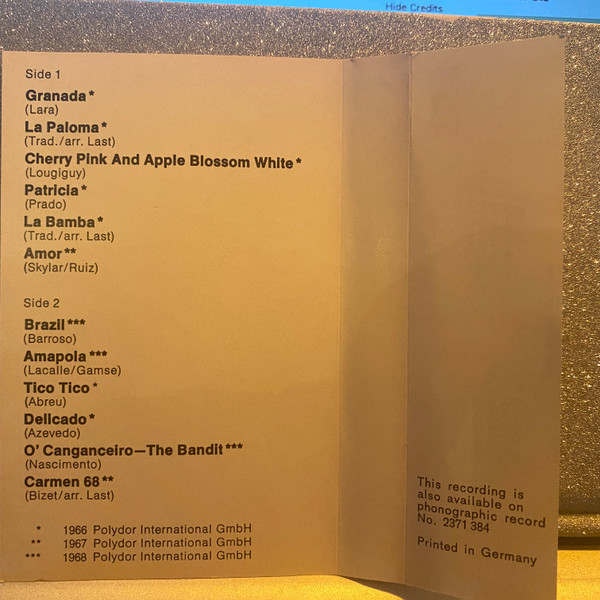 Hide Credits
Side 1
Granada*
(Lara)
La Paloma*
(Trad./arr. Last)
Cherry Pink And Apple Blossom White*
(Lougiguy)
Patricia*
(Prado)
La Bamba*
(Trad./arr. Last)
Amor**
(Skylar/Ruiz)
Side 2
Brazil***
(Barroso)
Amapola***
(Lacalle/Gamse)
Tico Tico*
(Abreu)
Delicado*
(Azevedo)
O' Canganceiro—The Bandit***
(Nascimento)
Carmen 68**
(Bizet/arr. Last)
* 1966 Polydor International GmbH
** 1967 Polydor International GmbH
*** 1968 Polydor International GmbH
This recording is
also available on
phonographic record
No. 2371 384
Printed in Germany